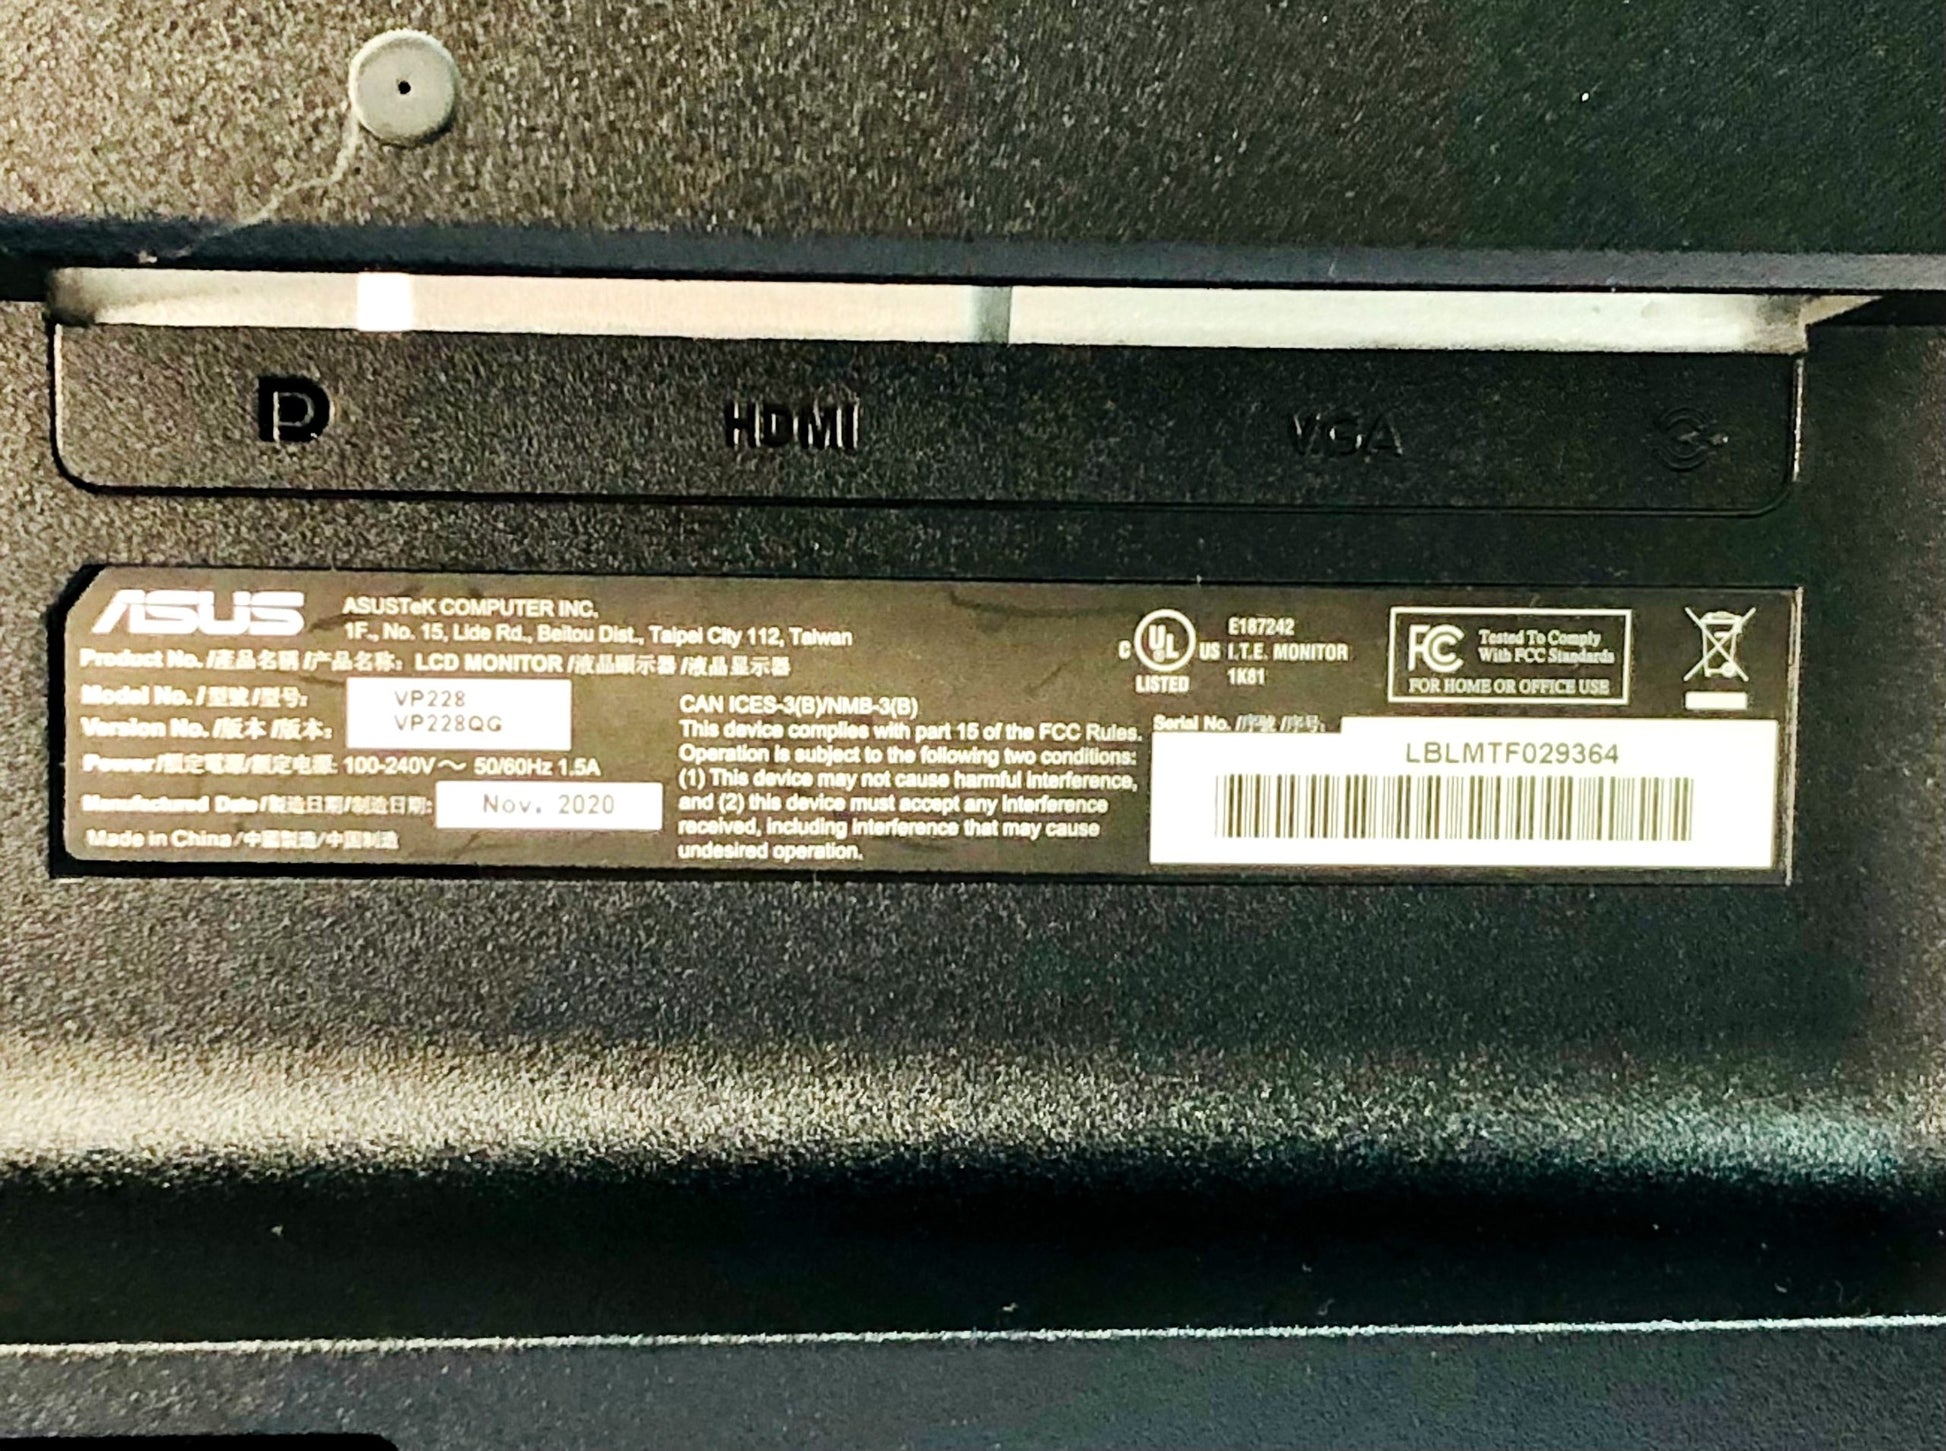 HDMI
VGA
ASUS
ASUSTeK COMPUTER INC.
1F., No. 15, Lide Rd., Beitou Dist., Taipei City 112, Taiwan
Product No./產品名稱/产品名称: LCD MONITOR/液晶顯示器/液晶显示器
Model No./型號/型号: VP228
Version No./版本/版本: VP228QG
Power/額定電源/额定电源: 100-240V～ 50/60Hz 1.5A
Manufactured Date/製造日期/制造日期: Nov. 2020
Made in China/中國製造/中国制造
CAN ICES-3(B)/NMB-3(B)
This device complies with part 15 of the FCC Rules.
Operation is subject to the following two conditions:
(1) This device may not cause harmful interference,
and (2) this device must accept any interference
received, including interference that may cause
undesired operation.
C UL US
LISTED
E187242
I.T.E. MONITOR
1K61
FC Tested To Comply
With FCC Standards
FOR HOME OR OFFICE USE
Serial No./序號/序号:
LBLMTF029364